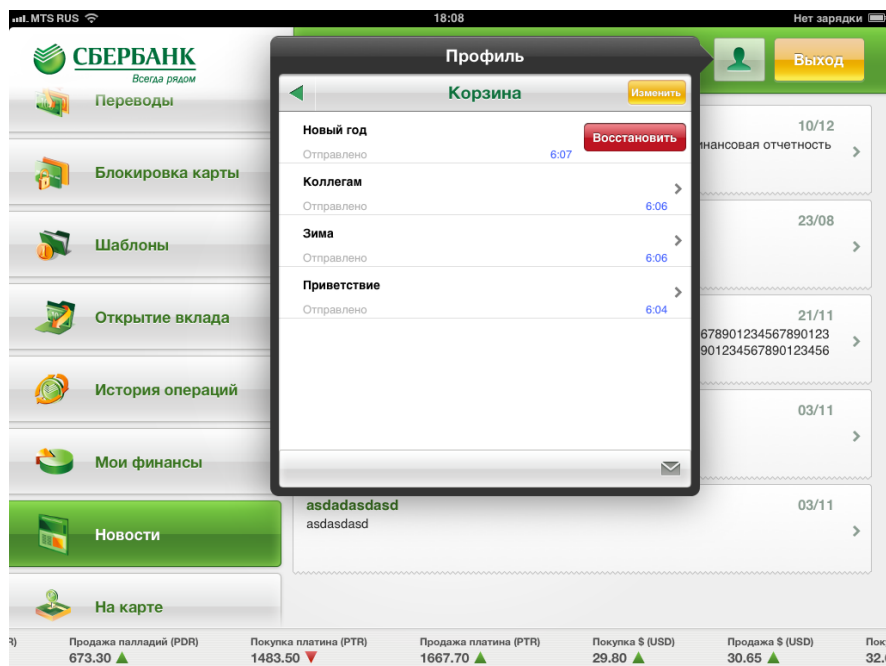 MTS RUS 18:08 Нет зарядки
СБЕРБАНК
Всегда рядом
Переводы
Блокировка карты
Шаблоны
Открытие вклада
История операций
Мои финансы
Новости
На карте
Профиль
Выход
Корзина
Изменить
Новый год
Отправлено 6:07
Восстановить
Коллегам
Отправлено 6:06
Зима
Отправлено 6:06
Приветствие
Отправлено 6:04
10/12
инансовая отчетность
23/08
21/11
678901234567890123
901234567890123456
03/11
asdadasdasd 03/11
asdasdasd
R) Продажа палладий (PDR) Покупка платина (PTR) Продажа платина (PTR) Покупка $ (USD) Продажа $ (USD) Пок
673.30 1483.50 1667.70 29.80 30.65 32.